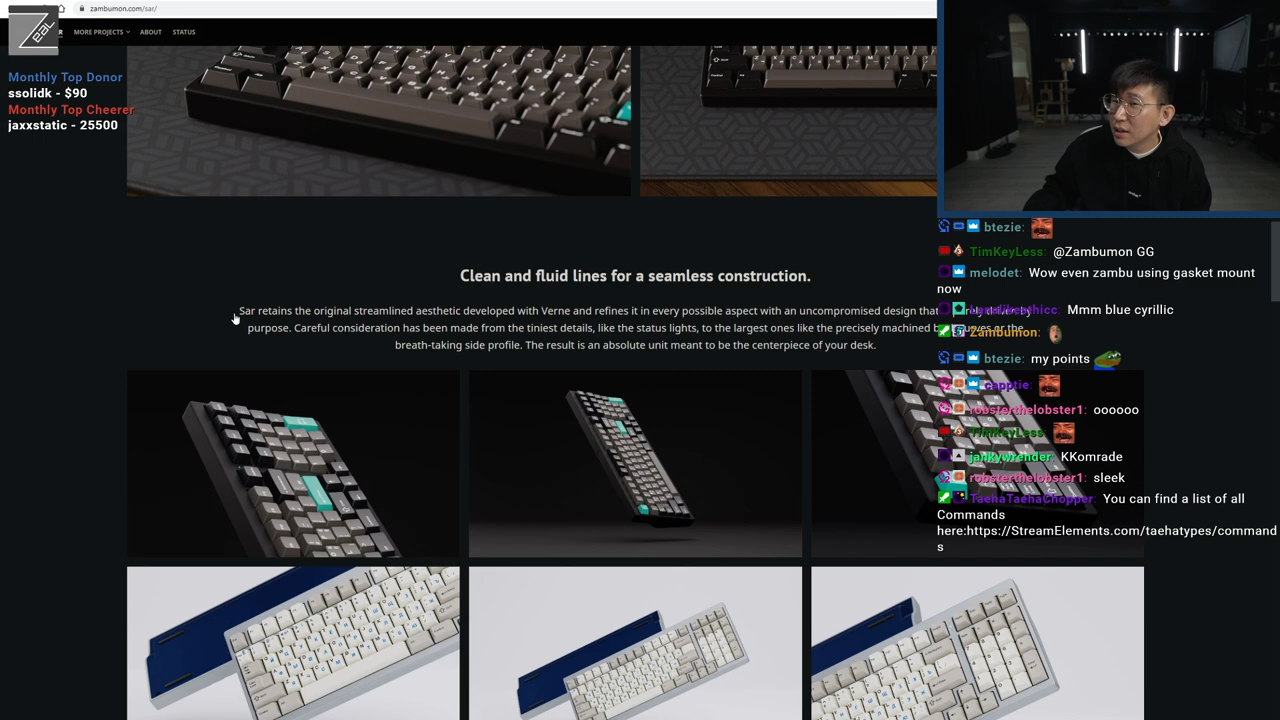 zambumon.com/sar/
MORE PROJECTS
ABOUT
STATUS
Zeal
Monthly Top Donor
ssolidk - $90
Monthly Top Cheerer
jaxxstatic - 25500
Clean and fluid lines for a seamless construction.
Sar retains the original streamlined aesthetic developed with Verne and refines it in every possible aspect with an uncompromised design that
purpose. Careful consideration has been made from the tiniest details, like the status lights, to the largest ones like the precisely machined
breath-taking side profile. The result is an absolute unit meant to be the centerpiece of your desk.
btezie:
TimKeyLess: @Zambumon GG
melodet: Wow even zambu using gasket mount
now
Mmm blue cyrillic
Zambumon:
btezie: my points
capptie:
robsterthelobster1: oooooo
TimKeyLess:
jankywrender: KKomrade
robsterthelobster1: sleek
TaehaTaehaChopper: You can find a list of all
Commands
here:https://StreamElements.com/taehatypes/command
s